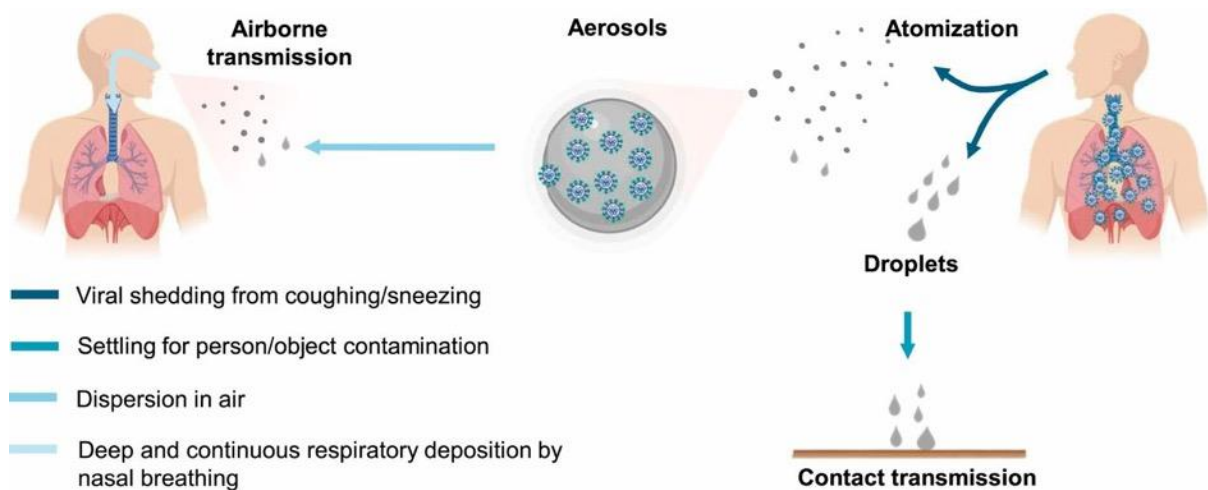 Airborne
transmission
Aerosols
Atomization
Droplets
Viral shedding from coughing/sneezing
Settling for person/object contamination
Dispersion in air
Deep and continuous respiratory deposition by
nasal breathing
Contact transmission